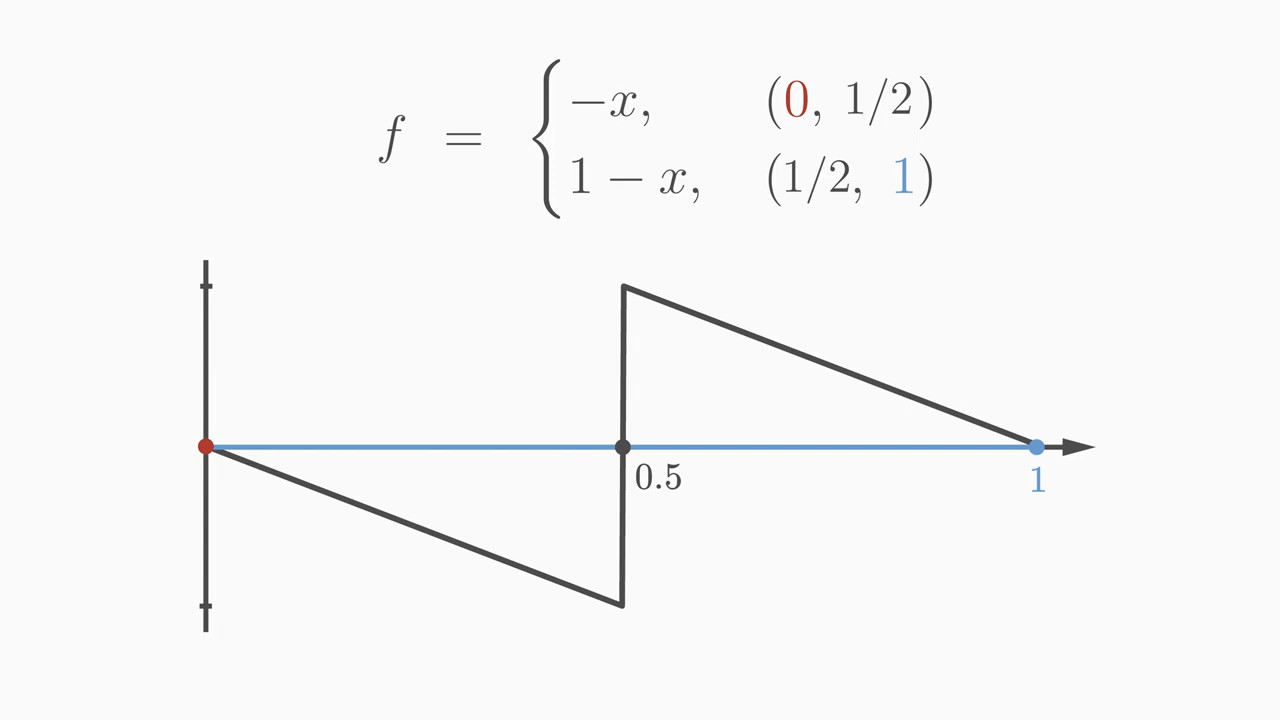 f = { −x, (0, 1/2)
1 − x, (1/2, 1)
0.5
1